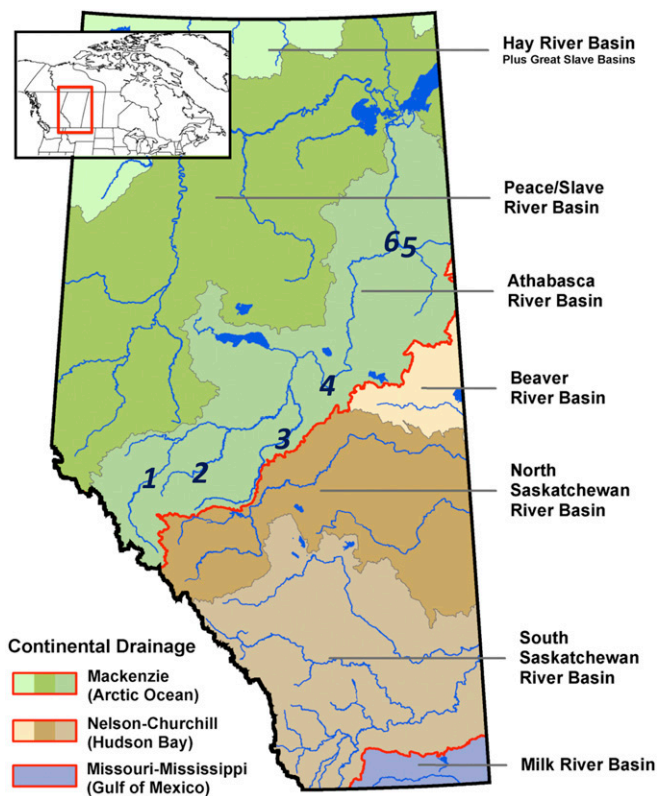 Hay River Basin
Plus Great Slave Basins
Peace/Slave
River Basin
6 5
Athabasca
River Basin
Beaver
River Basin
4
3
1 2
North
Saskatchewan
River Basin
South
Saskatchewan
River Basin
Continental Drainage
Mackenzie
(Arctic Ocean)
Nelson-Churchill
(Hudson Bay)
Missouri-Mississippi
(Gulf of Mexico)
Milk River Basin